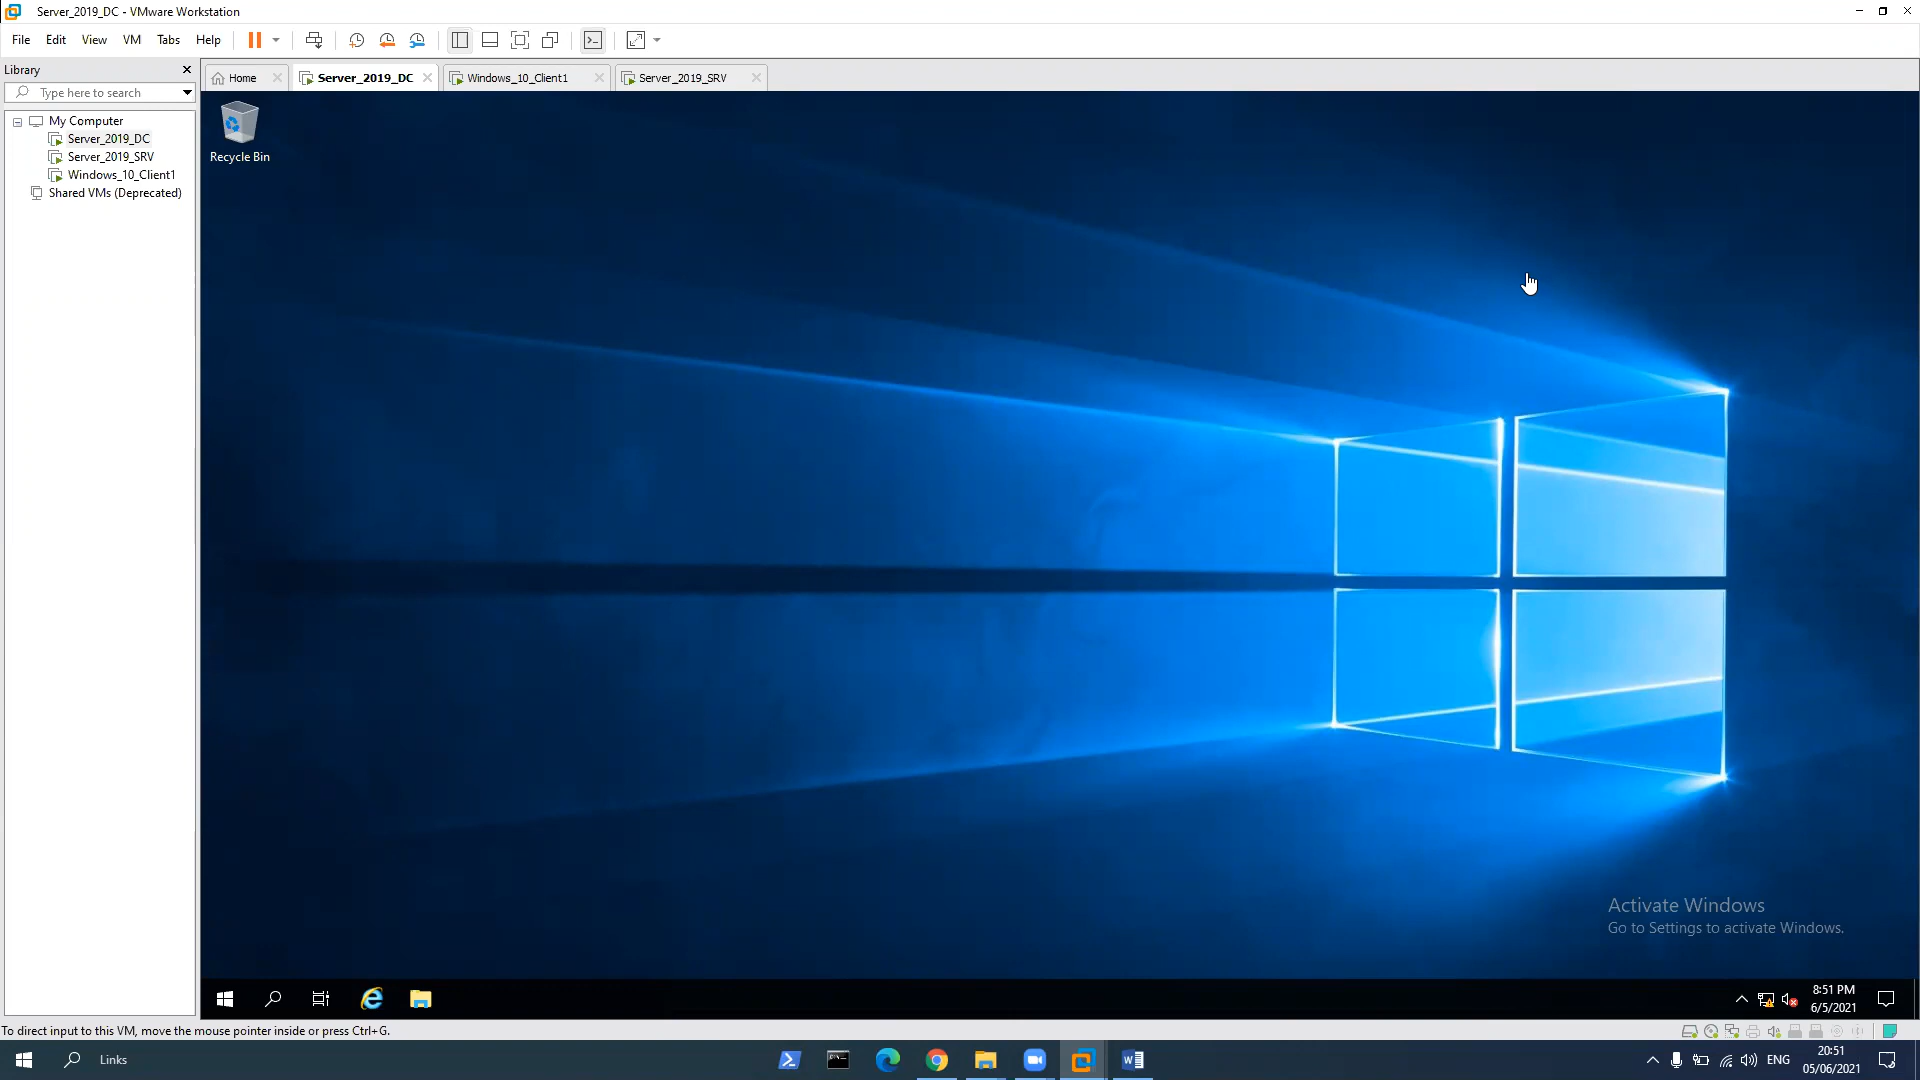 Server_2019_DC - VMware Workstation
File Edit View VM Tabs Help
Library
Type here to search
My Computer
Server_2019_DC
Server_2019_SRV
Windows_10_Client1
Shared VMs (Deprecated)
Home Server_2019_DC Windows_10_Client1 Server_2019_SRV
Recycle Bin
Activate Windows
Go to Settings to activate Windows.
8:51 PM
6/5/2021
To direct input to this VM, move the mouse pointer inside or press Ctrl+G.
Links
ENG
20:51
05/06/2021